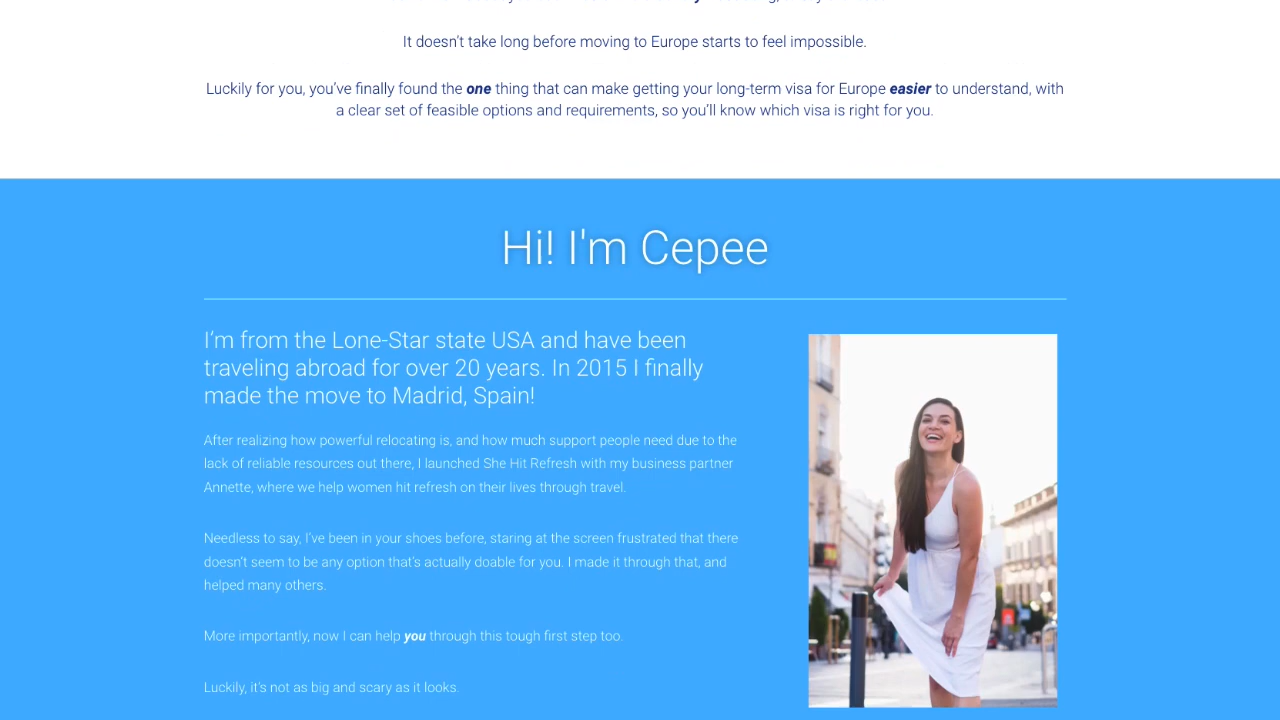 It doesn't take long before moving to Europe starts to feel impossible.
Luckily for you, you've finally found the one thing that can make getting your long-term visa for Europe easier to understand, with
a clear set of feasible options and requirements, so you'll know which visa is right for you.
Hi! I'm Cepee
I'm from the Lone-Star state USA and have been
traveling abroad for over 20 years. In 2015 I finally
made the move to Madrid, Spain!
After realizing how powerful relocating is, and how much support people need due to the
lack of reliable resources out there, I launched She Hit Refresh with my business partner
Annette, where we help women hit refresh on their lives through travel.
Needless to say, I've been in your shoes before, staring at the screen frustrated that there
doesn't seem to be any option that's actually doable for you. I made it through that, and
helped many others.
More importantly, now I can help you through this tough first step too.
Luckily, it's not as big and scary as it looks.